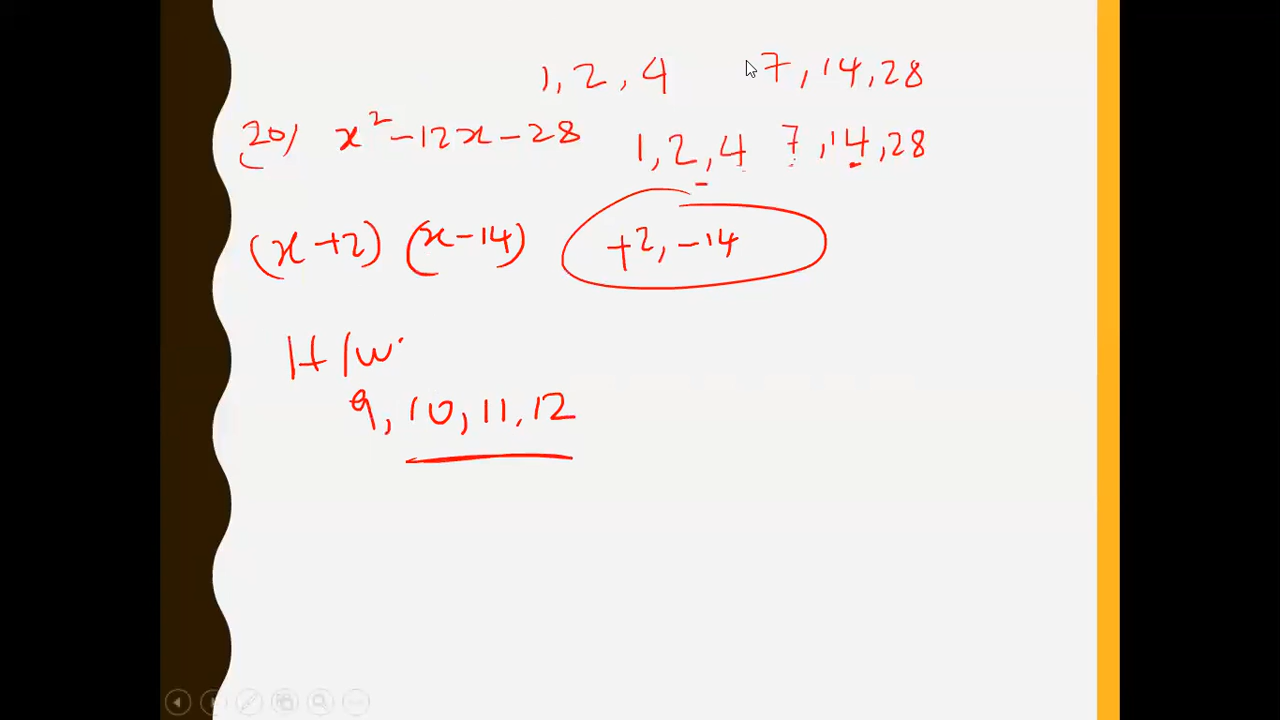 1, 2, 4 7, 14, 28
20) x² - 12x - 28 1, 2, 4 7, 14, 28
(x + 2) (x - 14) +2, -14
H/W
9, 10, 11, 12